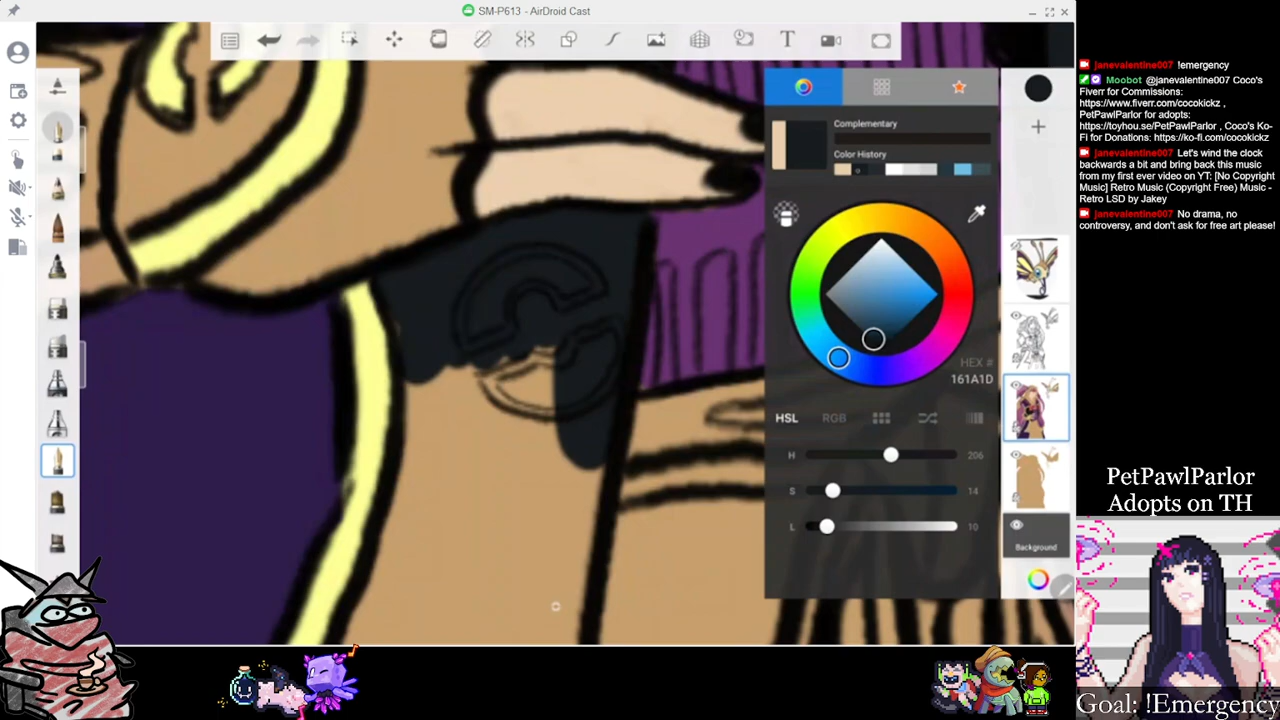 SM-P613 - AirDroid Cast
T
Complementary
Color History
HEX #
161A1D
HSL
RGB
H
206
S
14
L
10
Background
janevalentine007 !emergency
Moobot @janevalentine007 Coco's
Fiverr for Commissions:
https://www.fiverr.com/cocokickz ,
PetPawlParlor for adopts:
https://toyhou.se/PetPawlParlor , Coco's Ko-
Fi for Donations: https://ko-fi.com/cocokickz
janevalentine007 Let's wind the clock
backwards a bit and bring back this music
from my first ever video on YT: [No Copyright
Music] Retro Music (Copyright Free) Music -
Retro LSD by Jakey
janevalentine007 No drama, no
controversy, and don't ask for free art please!
PetPawlParlor
Adopts on TH
Goal: !Emergency